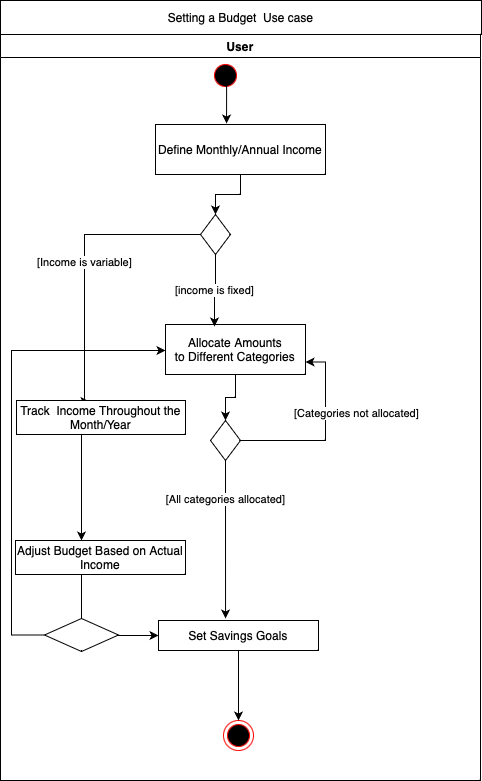 Setting a Budget  Use case
User
Define Monthly/Annual Income
[Income is variable]
[income is fixed]
Allocate Amounts
to Different Categories
Track  Income Throughout the
Month/Year
[Categories not allocated]
[All categories allocated]
Adjust Budget Based on Actual
Income
Set Savings Goals